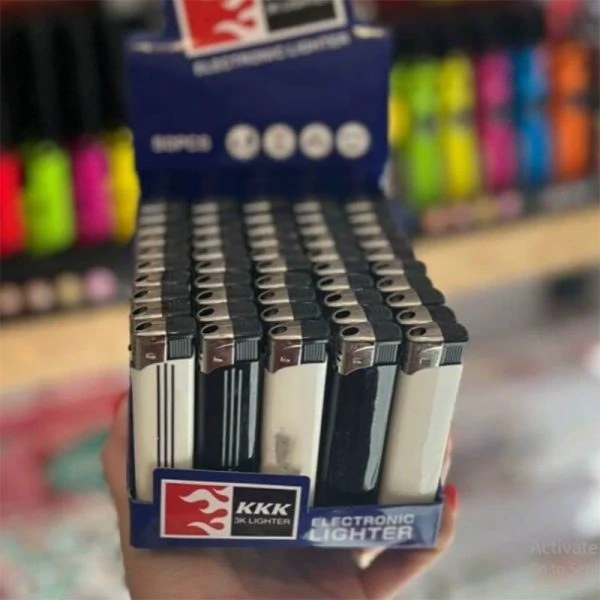 ELECTRONIC LIGHTER
50PCS
KKK
3K LIGHTER
ELECTRONIC
LIGHTER
Activate